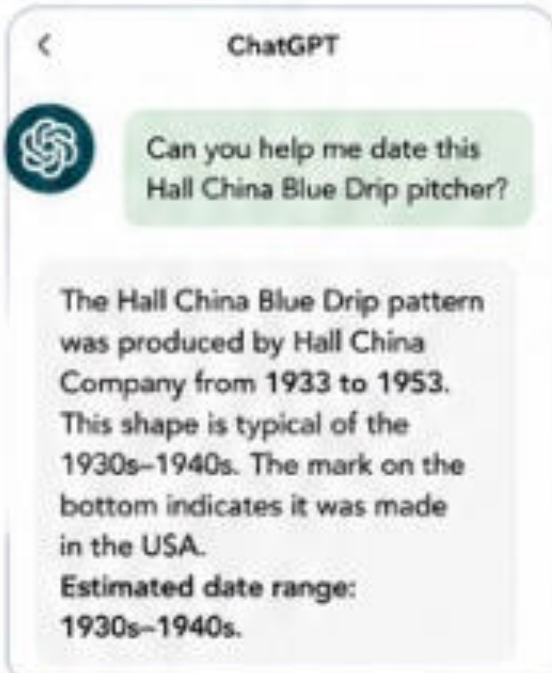 ChatGPT
Can you help me date this
Hall China Blue Drip pitcher?
The Hall China Blue Drip pattern
was produced by Hall China
Company from 1933 to 1953.
This shape is typical of the
1930s–1940s. The mark on the
bottom indicates it was made
in the USA.
Estimated date range:
1930s–1940s.